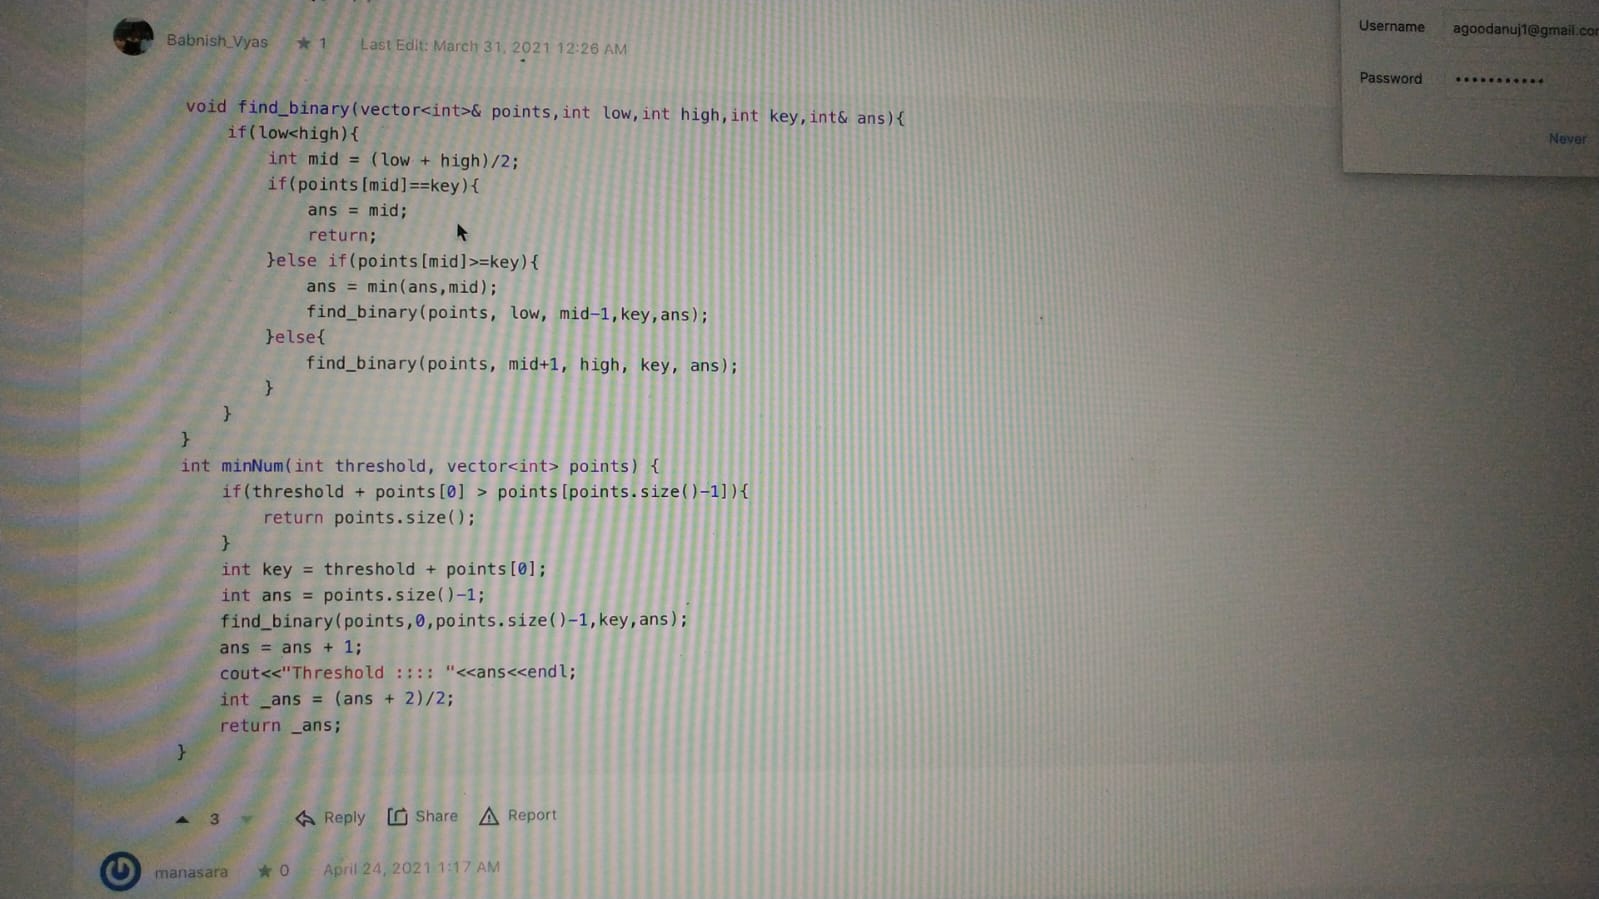 Babnish_Vyas ★ 1 Last Edit: March 31, 2021 12:26 AM
void find_binary(vector<int>& points,int low,int high,int key,int& ans){
    if(low<high){
        int mid = (low + high)/2;
        if(points[mid]==key){
            ans = mid;
            return;
        }else if(points[mid]>=key){
            ans = min(ans,mid);
            find_binary(points, low, mid-1,key,ans);
        }else{
            find_binary(points, mid+1, high, key, ans);
        }
    }
}
int minNum(int threshold, vector<int> points) {
    if(threshold + points[0] > points[points.size()-1]){
        return points.size();
    }
    int key = threshold + points[0];
    int ans = points.size()-1;
    find_binary(points,0,points.size()-1,key,ans);
    ans = ans + 1;
    cout<<"Threshold :::: "<<ans<<endl;
    int _ans = (ans + 2)/2;
    return _ans;
}
3 Reply Share Report
manasara ★ 0 April 24, 2021 1:17 AM
Username agoodanuj1@gmail.co
Password •••••••••••
Never